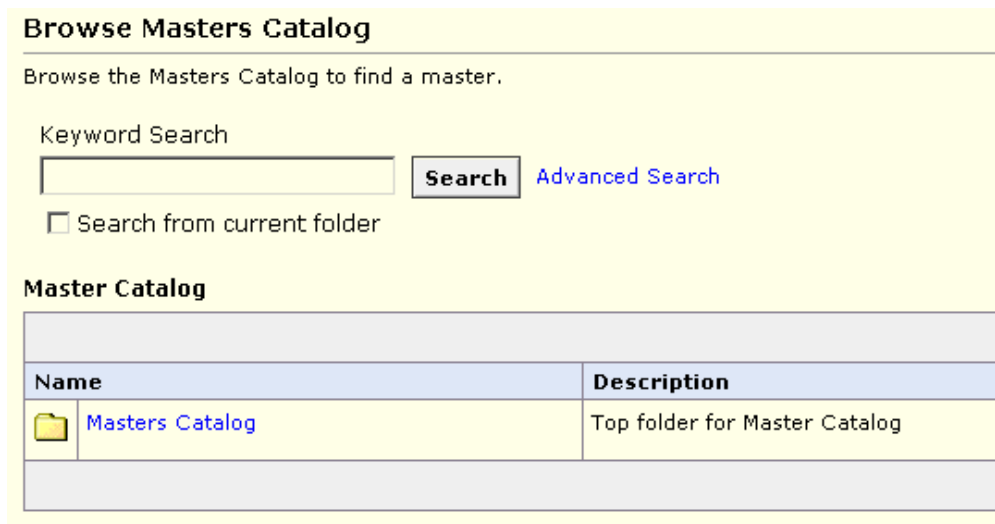 Browse Masters Catalog
Browse the Masters Catalog to find a master.
Keyword Search
Search Advanced Search
Search from current folder
Master Catalog
Name Description
Masters Catalog Top folder for Master Catalog